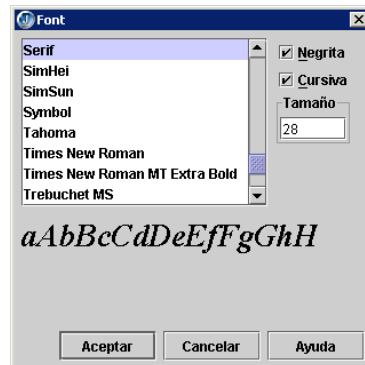 Font
Serif
SimHei
SimSun
Symbol
Tahoma
Times New Roman
Times New Roman MT Extra Bold
Trebuchet MS
Negrita
Cursiva
Tamaño
28
aAbBcCdDeEfFgGhH
Aceptar
Cancelar
Ayuda